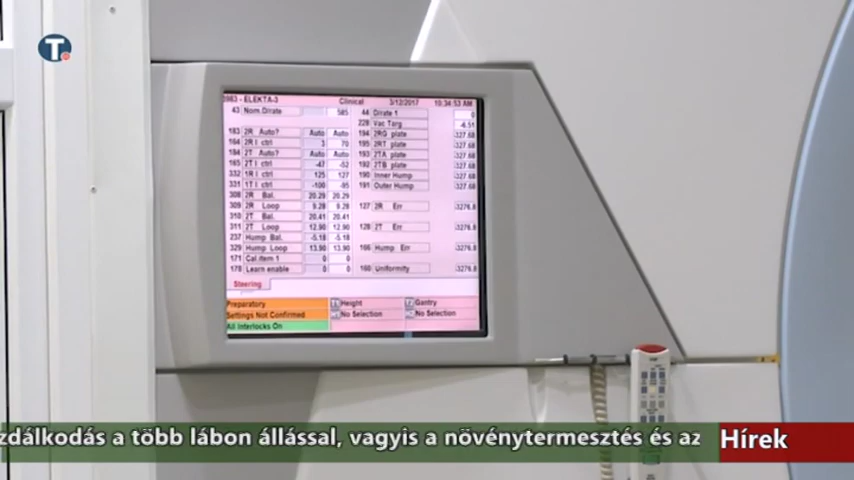 T
3983 - ELEKTA-3 Clinical 3/12/2017 10:34:53 AM
43 Nom.Dlrate 585 44 Dlrate 1 0
228 Vac Targ -6.51
183 2R Auto? Auto Auto 194 2RG plate -327.68
164 2R I ctrl 3 70 195 2RT plate -327.68
184 2T Auto? Auto Auto 193 2TA plate -327.68
165 2T I ctrl -47 -52 192 2TB plate -327.68
332 1R I ctrl 125 127 190 Inner Hump -327.68
331 1T I ctrl -100 -95 191 Outer Hump -327.68
308 2R Bal. 20.29 20.29
309 2R Loop 9.28 9.28 127 2R Err -3276.8
310 2T Bal. 20.41 20.41
311 2T Loop 12.90 12.90 128 2T Err -3276.8
237 Hump Bal. -5.18 -5.18
329 Hump Loop 13.90 13.90 166 Hump Err -3276.8
171 Cal.item 1 0 0
178 Learn enable 0 0 160 Uniformity -3276.8
Steering
Preparatory Height Gantry
Settings Not Confirmed No Selection No Selection
All Interlocks On
zdálkodás a több lábon állással, vagyis a növénytermesztés és az Hírek